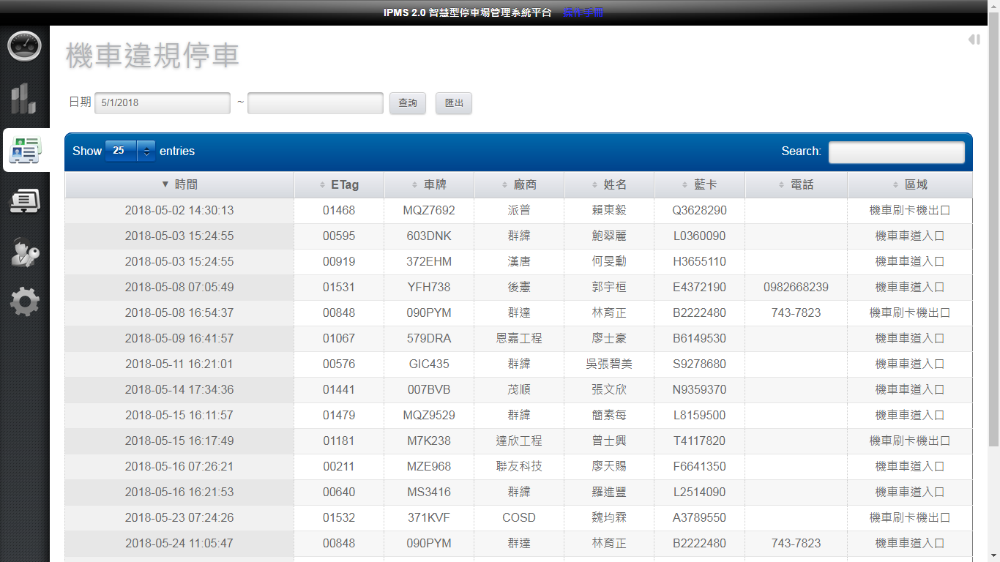 IPMS 2.0 智慧型停車場管理系統平台 操作手冊
機車違規停車
日期 5/1/2018 ~ 查詢 匯出
Show 25 entries Search:
時間 ETag 車牌 廠商 姓名 藍卡 電話 區域
2018-05-02 14:30:13 01468 MQZ7692 派普 賴東毅 Q3628290 機車刷卡機出口
2018-05-03 15:24:55 00595 603DNK 群緯 鮑翠麗 L0360090 機車車道入口
2018-05-03 15:24:55 00919 372EHM 漢唐 何旻勳 H3655110 機車車道入口
2018-05-08 07:05:49 01531 YFH738 後憲 郭宇桓 E4372190 0982668239 機車車道入口
2018-05-08 16:54:37 00848 090PYM 群達 林育正 B2222480 743-7823 機車刷卡機出口
2018-05-09 16:41:57 01067 579DRA 恩嘉工程 廖士豪 B6149530 機車車道入口
2018-05-11 16:21:01 00576 GIC435 群緯 吳張碧美 S9278680 機車車道入口
2018-05-14 17:34:36 01441 007BVB 茂順 張文欣 N9359370 機車車道入口
2018-05-15 16:11:57 01479 MQZ9529 群緯 簡素每 L8159500 機車車道入口
2018-05-15 16:17:49 01181 M7K238 達欣工程 曾士興 T4117820 機車刷卡機出口
2018-05-16 07:26:21 00211 MZE968 聯友科技 廖天賜 F6641350 機車車道入口
2018-05-16 16:21:53 00640 MS3416 群緯 羅進豐 L2514090 機車車道入口
2018-05-23 07:24:26 01532 371KVF COSD 魏均霖 A3789550 機車刷卡機出口
2018-05-24 11:05:47 00848 090PYM 群達 林育正 B2222480 743-7823 機車車道入口